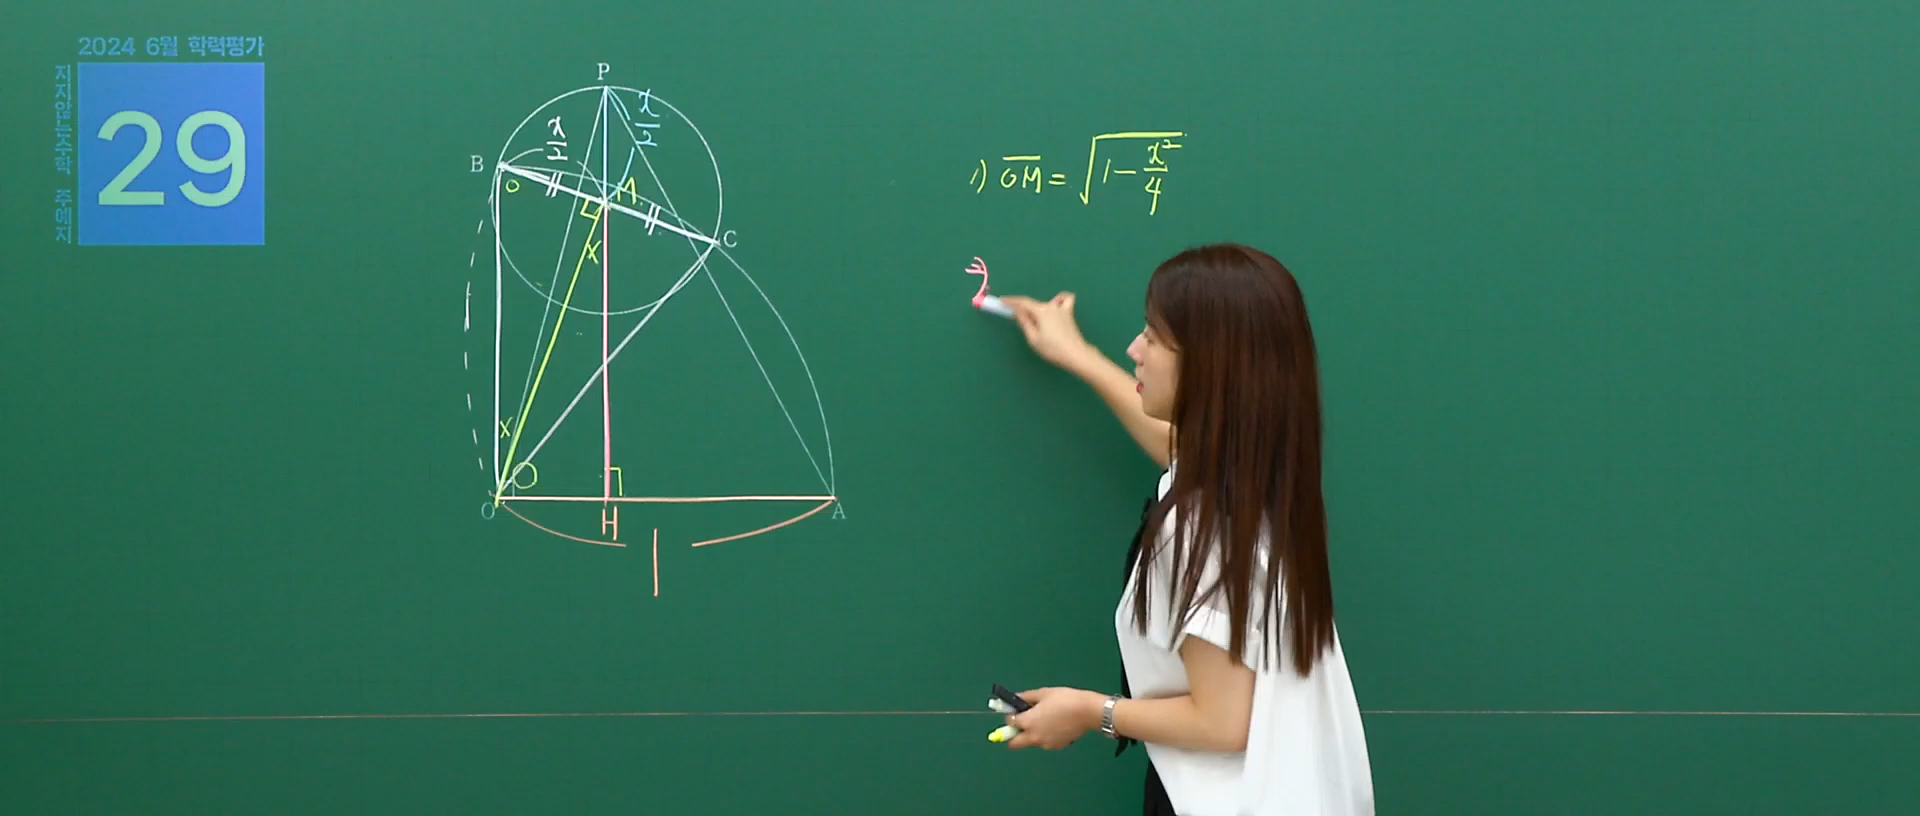 2024 6월 학력평가
지지않는수학 주예지
29
P
x/2
x/2
B
M
C
x
x
O
H
A
1
1) OM = √(1 - x²/4)